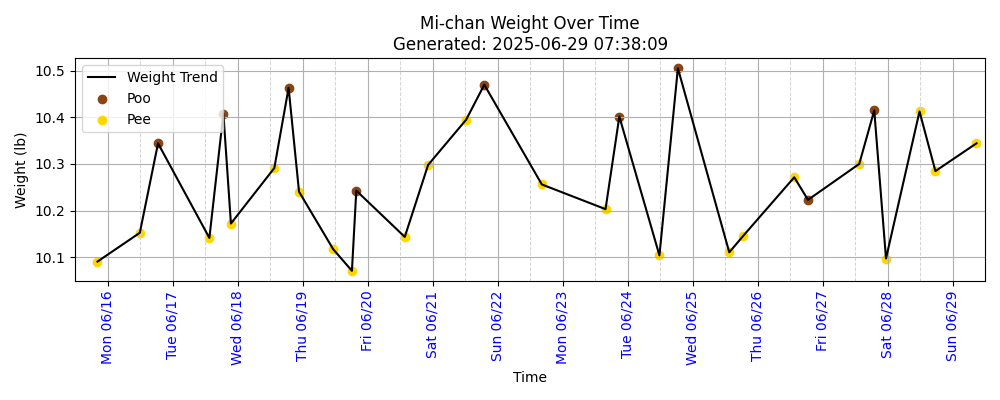 Mi-chan Weight Over Time
Generated: 2025-06-29 07:38:09
Weight Trend
Poo
Pee
Weight (lb)
10.5
10.4
10.3
10.2
10.1
Mon 06/16
Tue 06/17
Wed 06/18
Thu 06/19
Fri 06/20
Sat 06/21
Sun 06/22
Mon 06/23
Tue 06/24
Wed 06/25
Thu 06/26
Fri 06/27
Sat 06/28
Sun 06/29
Time